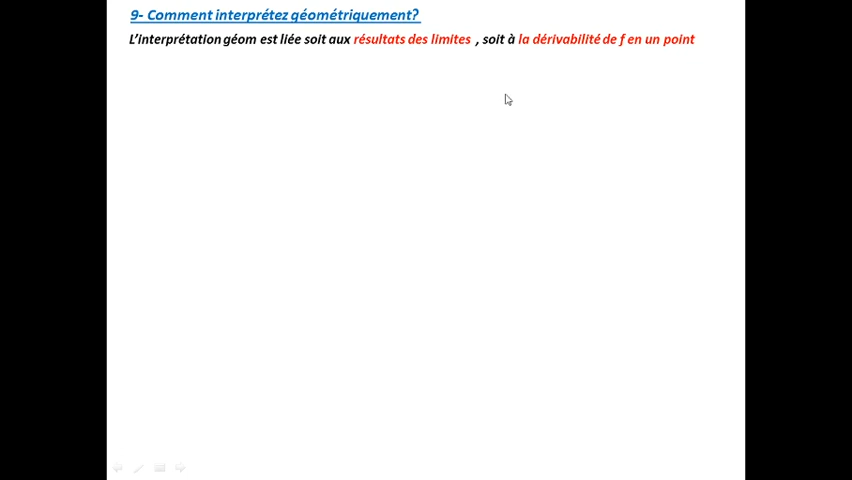 9- Comment interprétez géométriquement?
L'interprétation géom est liée soit aux résultats des limites , soit à la dérivabilité de f en un point